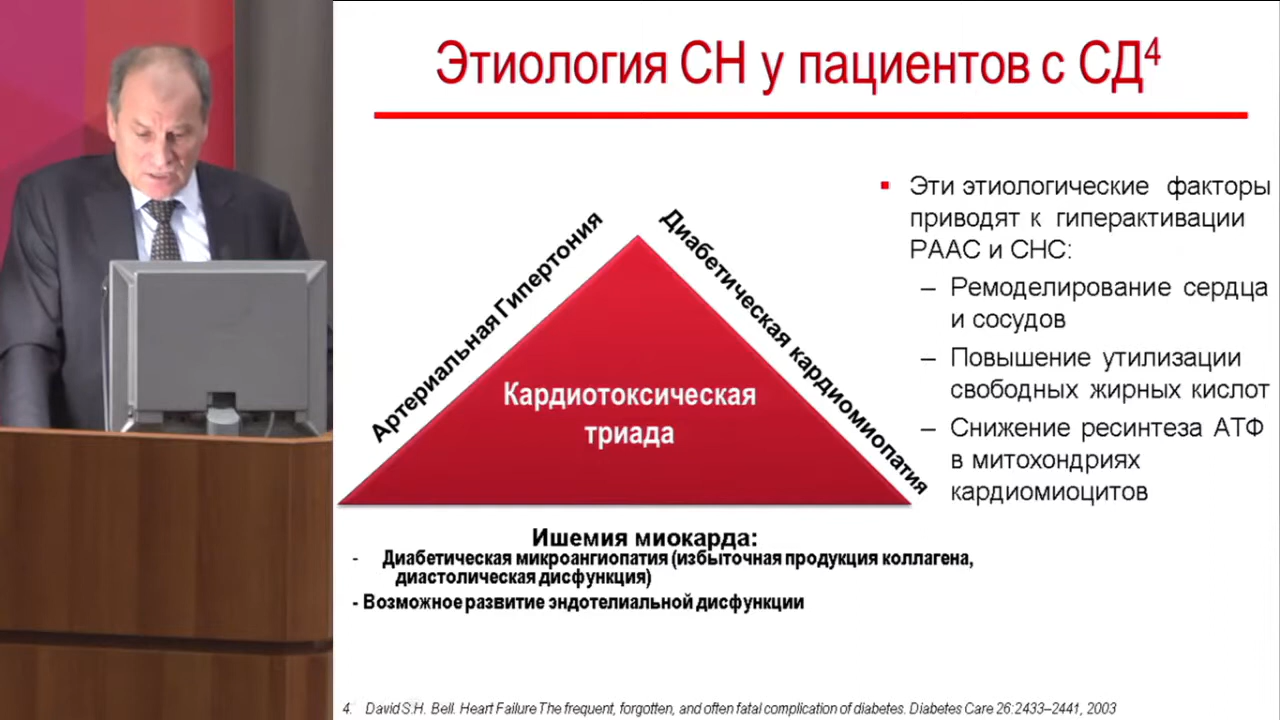 Этиология СН у пациентов с СД⁴
Артериальная Гипертония
Диабетическая кардиомиопатия
Кардиотоксическая
триада
Ишемия миокарда:
- Диабетическая микроангиопатия (избыточная продукция коллагена,
диастолическая дисфункция)
- Возможное развитие эндотелиальной дисфункции
▪ Эти этиологические факторы
приводят к гиперактивации
РААС и СНС:
– Ремоделирование сердца
и сосудов
– Повышение утилизации
свободных жирных кислот
– Снижение ресинтеза АТФ
в митохондриях
кардиомиоцитов
4. David S.H. Bell. Heart Failure The frequent, forgotten, and often fatal complication of diabetes. Diabetes Care 26:2433–2441, 2003